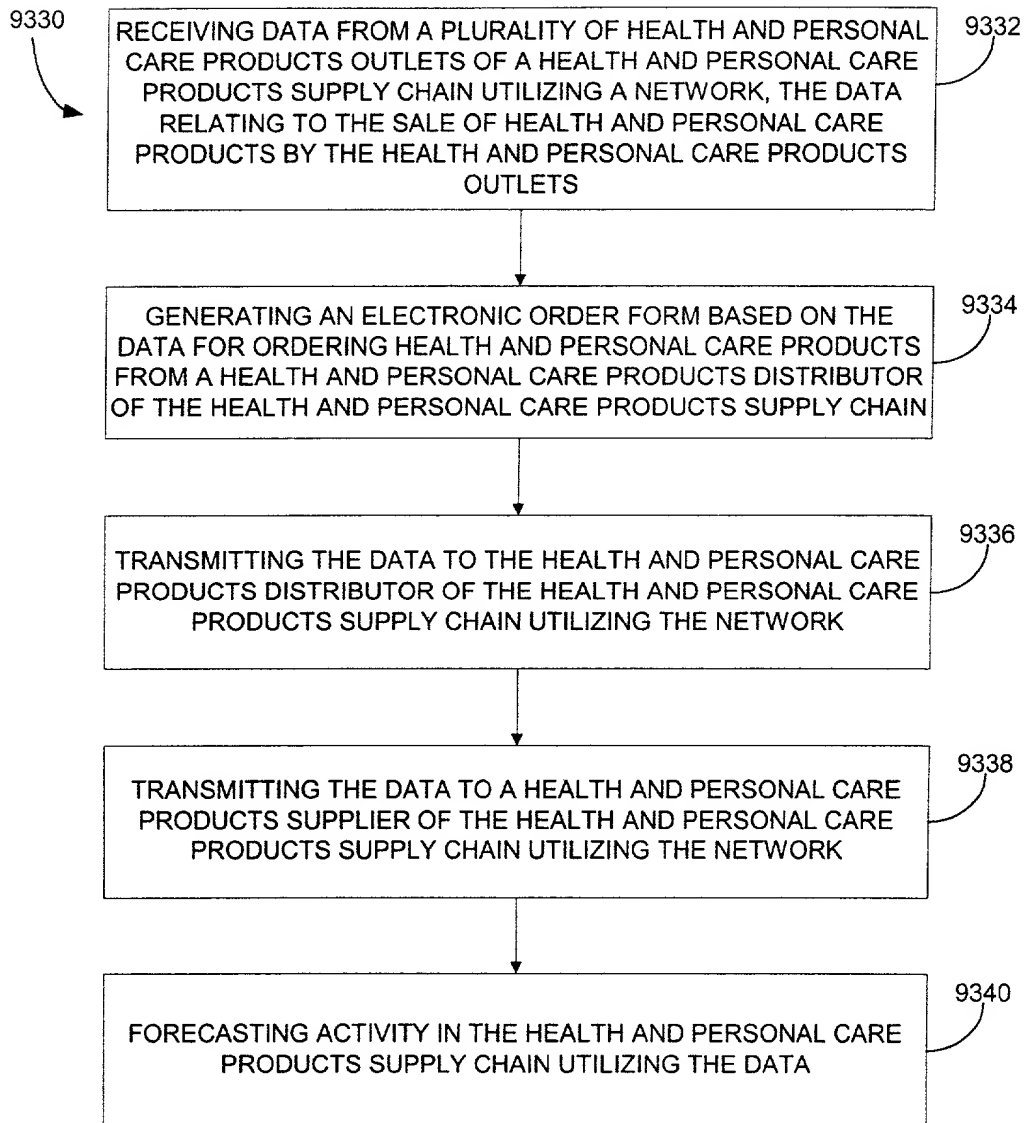 9330
RECEIVING DATA FROM A PLURALITY OF HEALTH AND PERSONAL
CARE PRODUCTS OUTLETS OF A HEALTH AND PERSONAL CARE
PRODUCTS SUPPLY CHAIN UTILIZING A NETWORK, THE DATA
RELATING TO THE SALE OF HEALTH AND PERSONAL CARE
PRODUCTS BY THE HEALTH AND PERSONAL CARE PRODUCTS
OUTLETS
9332
GENERATING AN ELECTRONIC ORDER FORM BASED ON THE
DATA FOR ORDERING HEALTH AND PERSONAL CARE PRODUCTS
FROM A HEALTH AND PERSONAL CARE PRODUCTS DISTRIBUTOR
OF THE HEALTH AND PERSONAL CARE PRODUCTS SUPPLY CHAIN
9334
TRANSMITTING THE DATA TO THE HEALTH AND PERSONAL CARE
PRODUCTS DISTRIBUTOR OF THE HEALTH AND PERSONAL CARE
PRODUCTS SUPPLY CHAIN UTILIZING THE NETWORK
9336
TRANSMITTING THE DATA TO A HEALTH AND PERSONAL CARE
PRODUCTS SUPPLIER OF THE HEALTH AND PERSONAL CARE
PRODUCTS SUPPLY CHAIN UTILIZING THE NETWORK
9338
FORECASTING ACTIVITY IN THE HEALTH AND PERSONAL CARE
PRODUCTS SUPPLY CHAIN UTILIZING THE DATA
9340